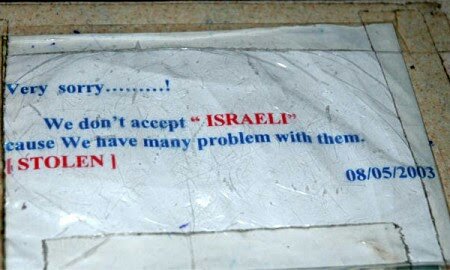 Very sorry.........!
We don't accept “ ISRAELI”
cause We have many problem with them.
[ STOLEN ]
08/05/2003